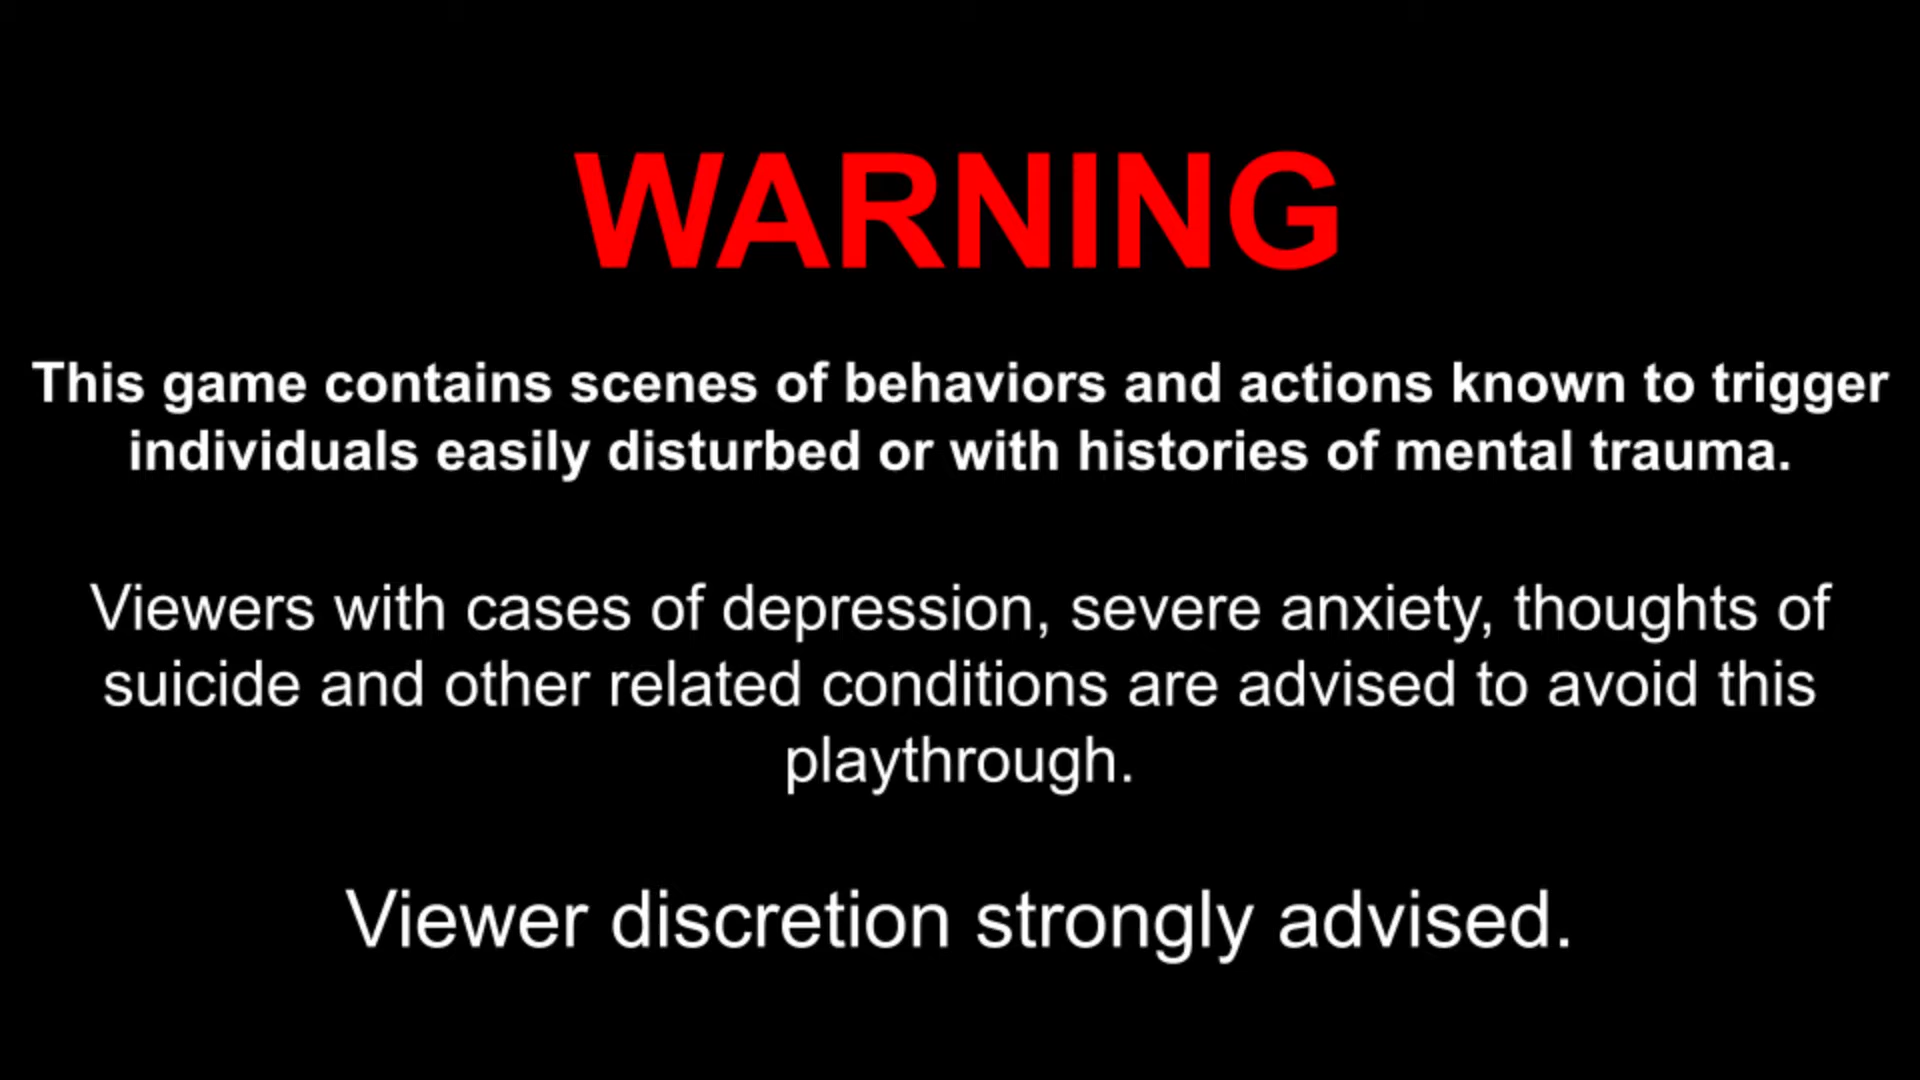 WARNING
This game contains scenes of behaviors and actions known to trigger
individuals easily disturbed or with histories of mental trauma.
Viewers with cases of depression, severe anxiety, thoughts of
suicide and other related conditions are advised to avoid this
playthrough.
Viewer discretion strongly advised.